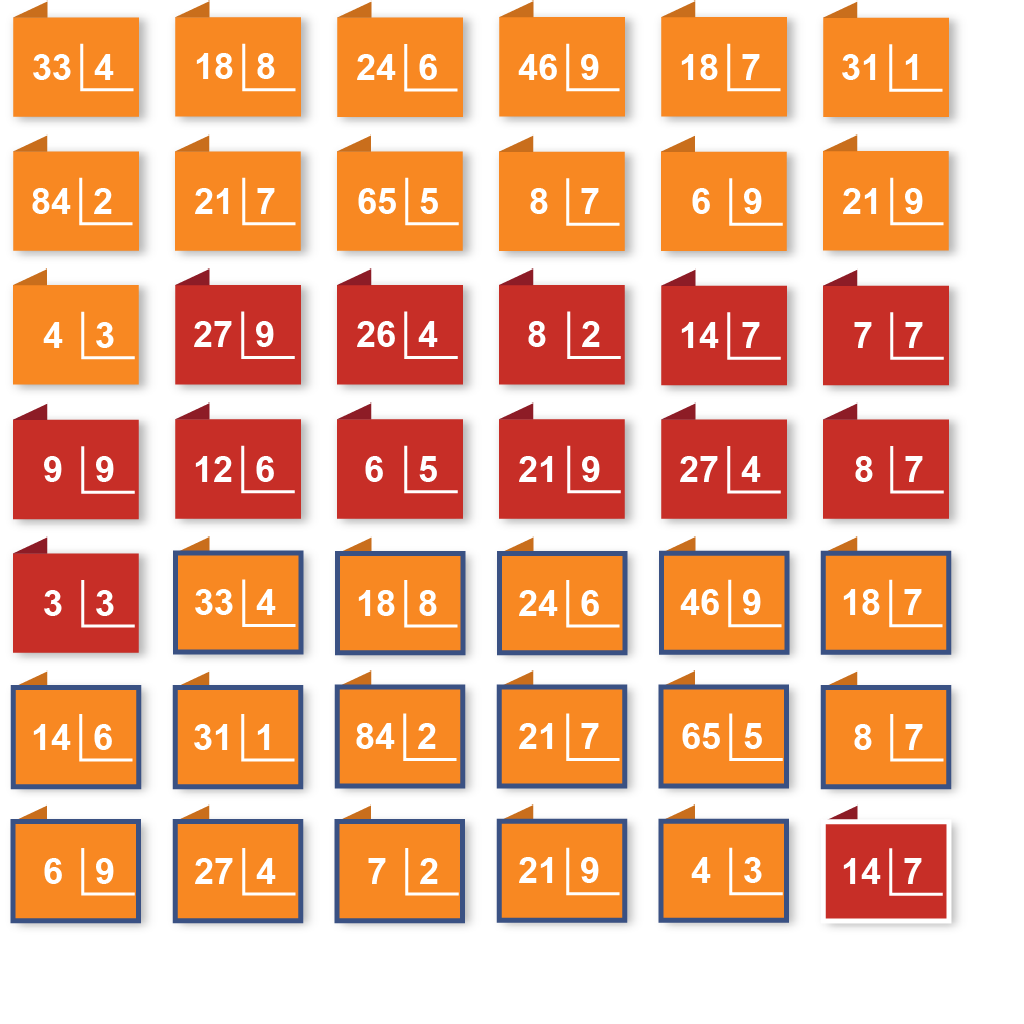 33 4 18 8 24 6 46 9 18 7 31 1
84 2 21 7 65 5 8 7 6 9 21 9
4 3 27 9 26 4 8 2 14 7 7 7
9 9 12 6 6 5 21 9 27 4 8 7
3 3 33 4 18 8 24 6 46 9 18 7
14 6 31 1 84 2 21 7 65 5 8 7
6 9 27 4 7 2 21 9 4 3 14 7